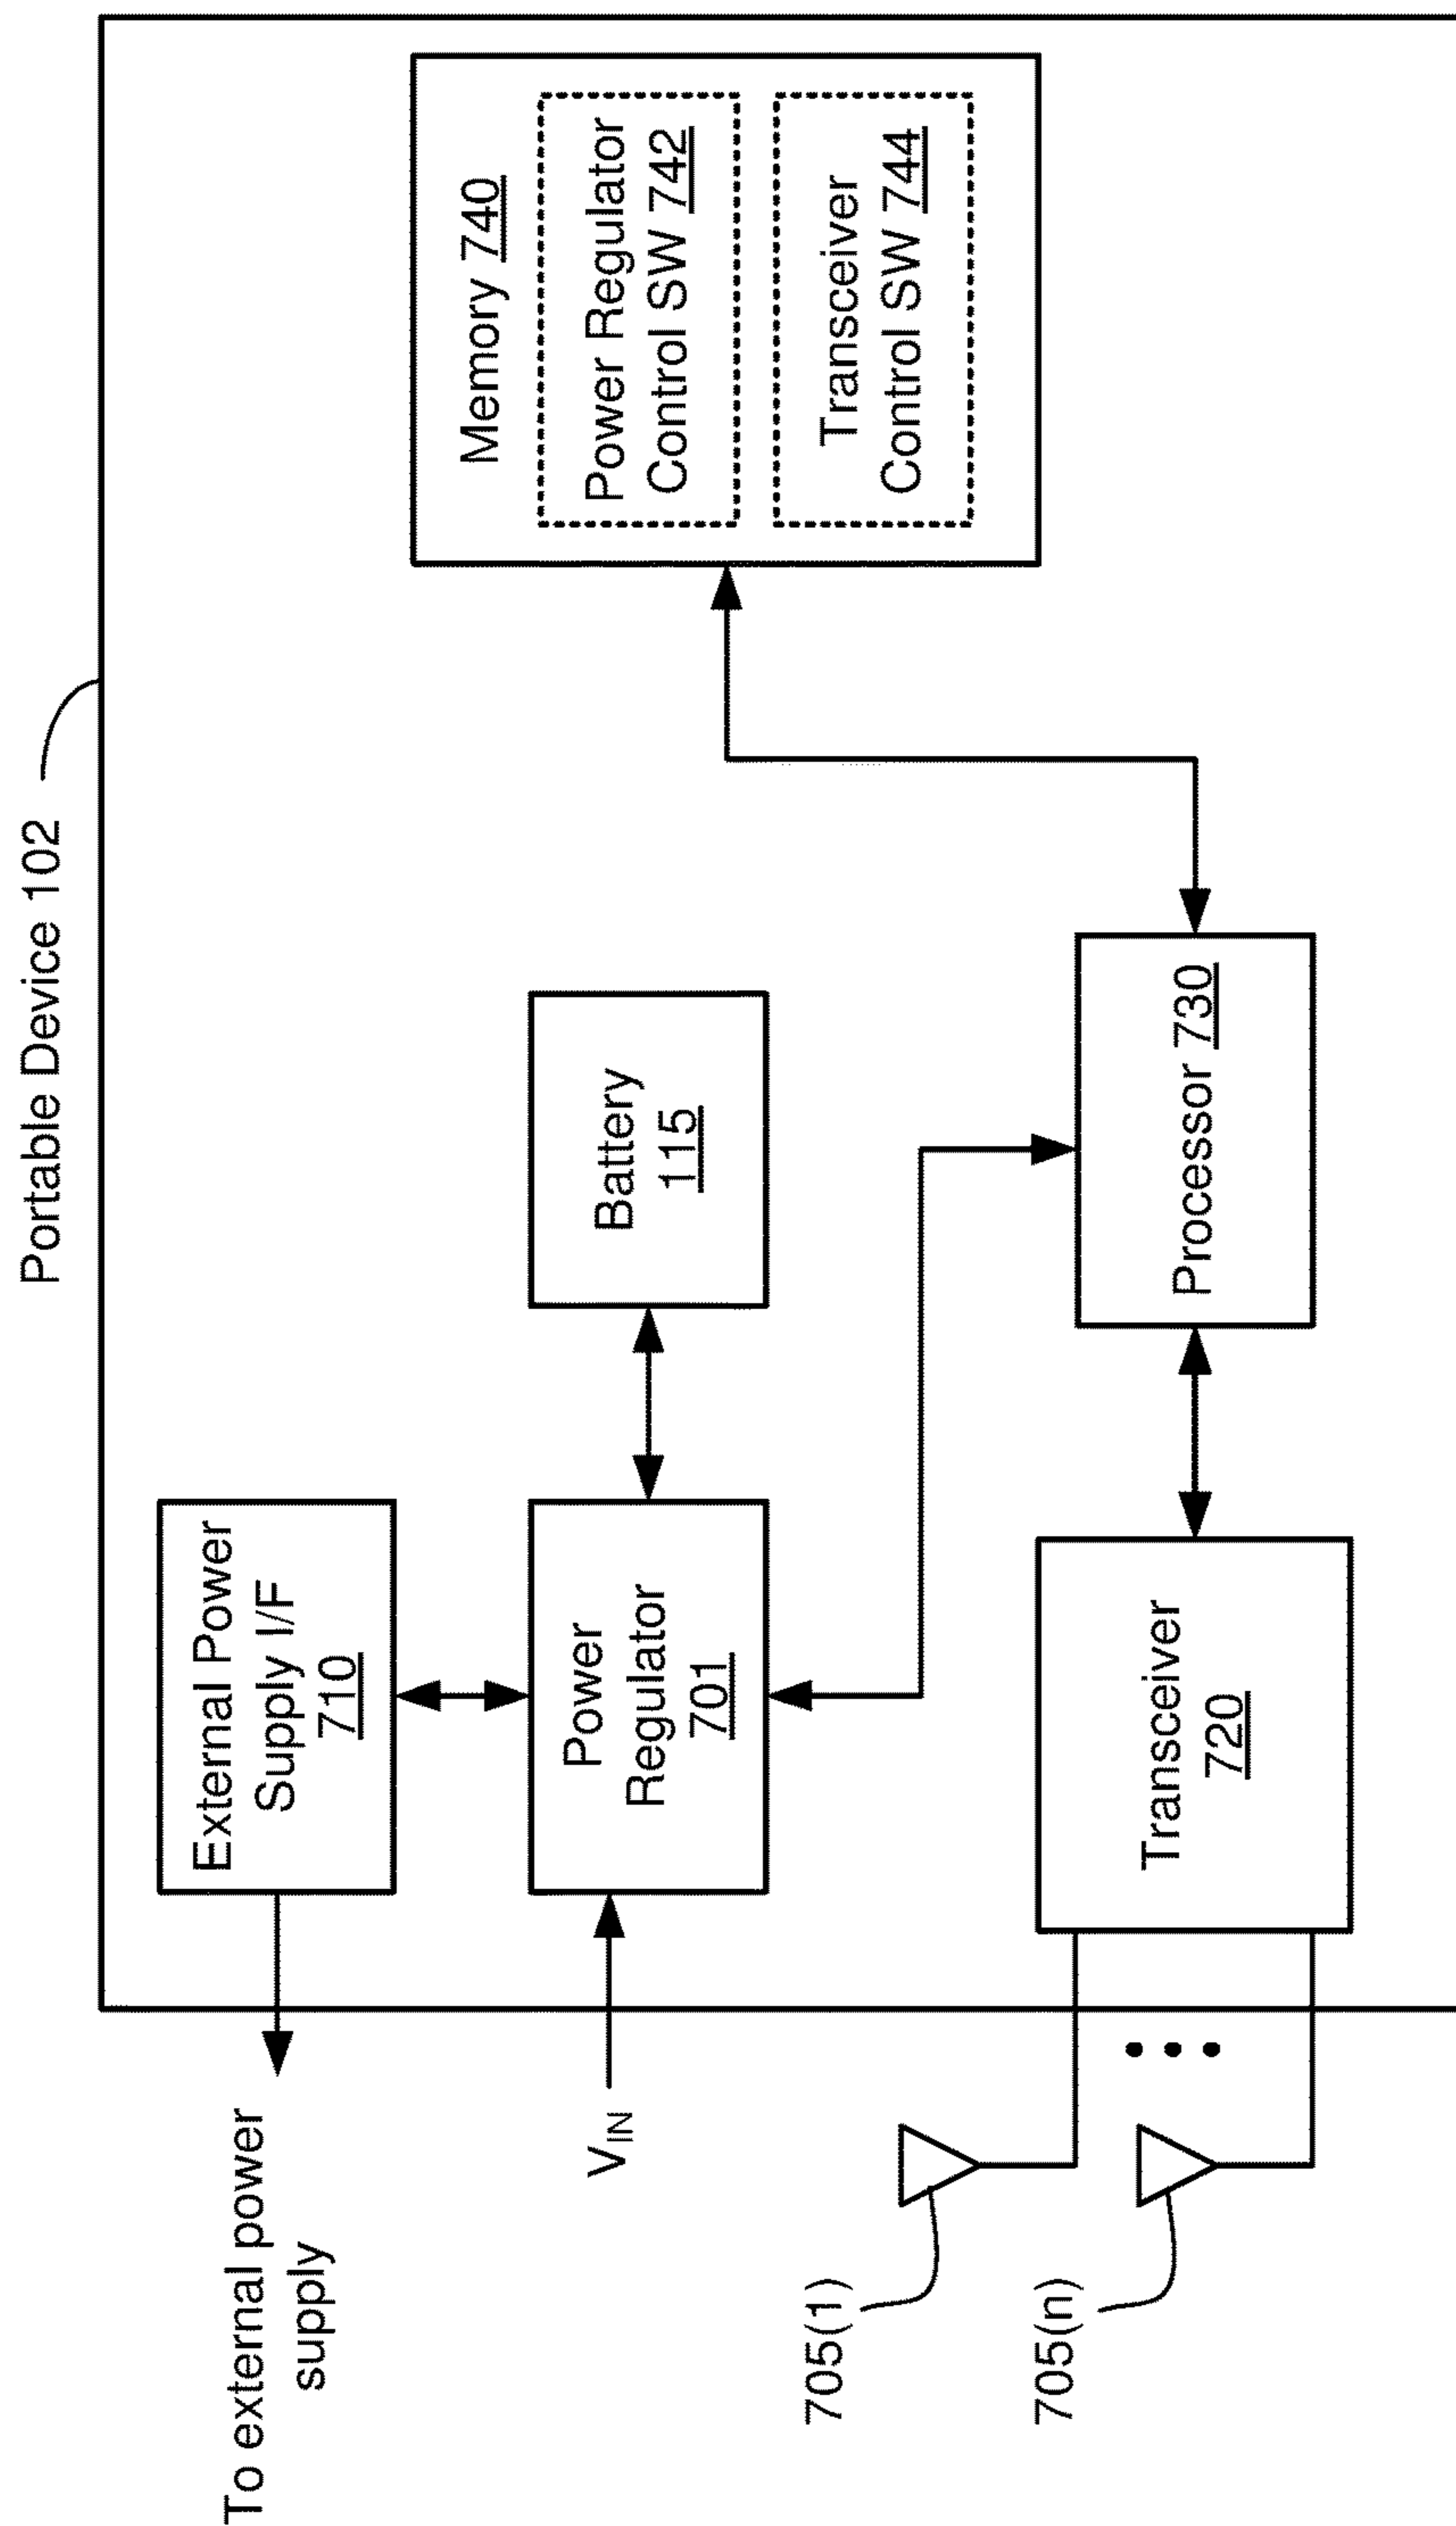 Portable Device 102
To external power
supply
External Power
Supply I/F
710
V_IN
Power
Regulator
701
Battery
115
Memory 740
Power Regulator
Control SW 742
Transceiver
Control SW 744
705(1)
705(n)
Transceiver
720
Processor 730